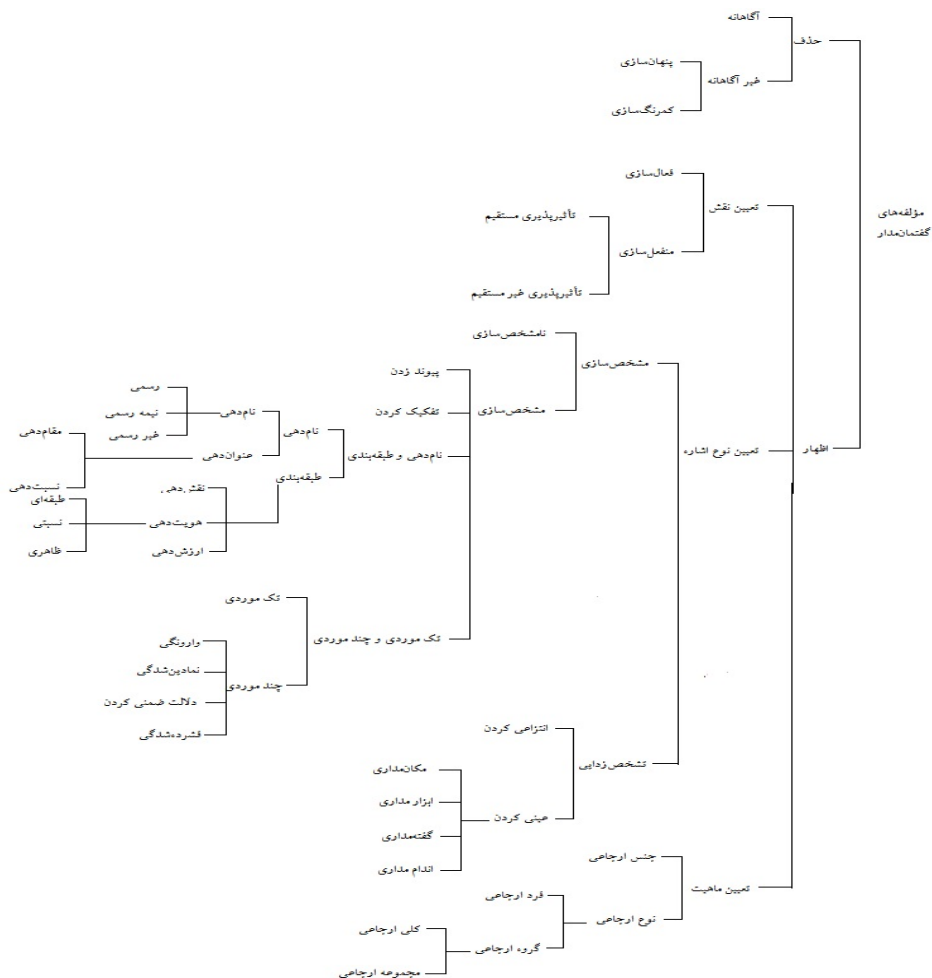 مؤلفه‌های
گفتمان‌مدار
حذف
آگاهانه
غیر آگاهانه
پنهان‌سازی
کمرنگ‌سازی
اظهار
تعیین نقش
فعال‌سازی
منفعل‌سازی
تأثیرپذیری مستقیم
تأثیرپذیری غیر مستقیم
تعیین نوع اشاره
مشخص‌سازی
نامشخص‌سازی
مشخص‌سازی
پیوند زدن
تفکیک کردن
نام‌دهی و طبقه‌بندی
نام‌دهی
نام‌دهی
رسمی
نیمه رسمی
غیر رسمی
عنوان‌دهی
مقام‌دهی
نسبت‌دهی
طبقه‌بندی
نقش‌دهی
هویت‌دهی
طبقه‌ای
نسبتی
ظاهری
ارزش‌دهی
تک موردی و چند موردی
تک موردی
چند موردی
وارونگی
نمادین‌شدگی
دلالت ضمنی کردن
فشرده‌شدگی
تشخص‌زدایی
انتزاعی کردن
عینی کردن
مکان‌مداری
ابزار مداری
گفته‌مداری
اندام مداری
تعیین ماهیت
جنس ارجاعی
نوع ارجاعی
فرد ارجاعی
گروه ارجاعی
کلی ارجاعی
مجموعه ارجاعی